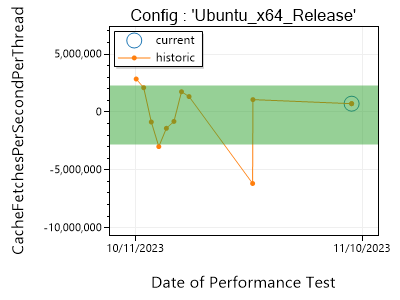 Config : 'Ubuntu_x64_Release'
current
historic
5,000,000
0
-5,000,000
-10,000,000
CacheFetchesPerSecondPerThread
10/11/2023
11/10/2023
Date of Performance Test